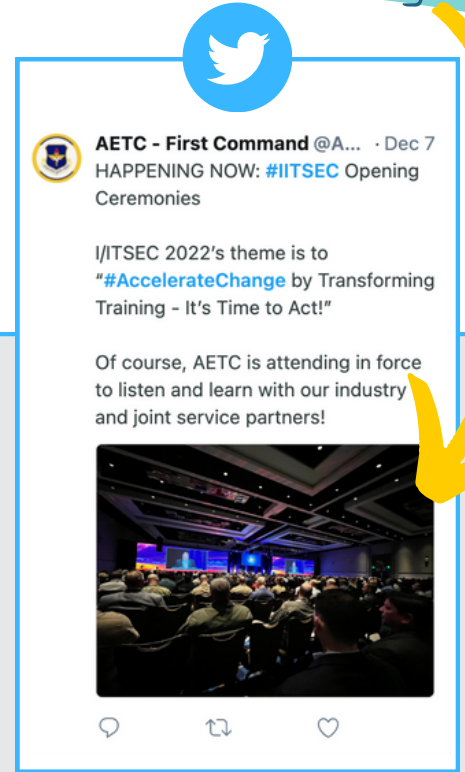 AETC - First Command @A... · Dec 7
HAPPENING NOW: #IITSEC Opening
Ceremonies
I/ITSEC 2022's theme is to
"#AccelerateChange by Transforming
Training - It's Time to Act!"
Of course, AETC is attending in force
to listen and learn with our industry
and joint service partners!